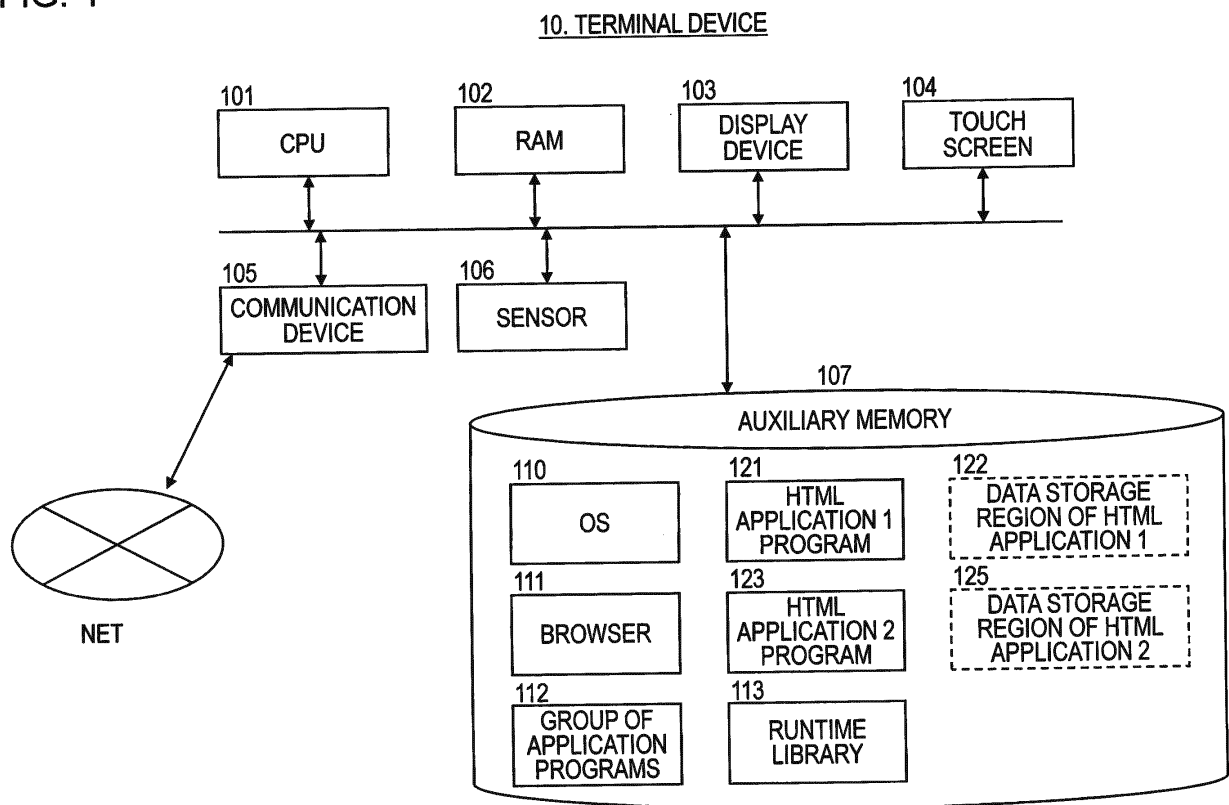 10. TERMINAL DEVICE
101
CPU
102
RAM
103
DISPLAY
DEVICE
104
TOUCH
SCREEN
105
COMMUNICATION
DEVICE
106
SENSOR
107
AUXILIARY MEMORY
110
OS
121
HTML
APPLICATION 1
PROGRAM
122
DATA STORAGE
REGION OF HTML
APPLICATION 1
111
BROWSER
123
HTML
APPLICATION 2
PROGRAM
125
DATA STORAGE
REGION OF HTML
APPLICATION 2
112
GROUP OF
APPLICATION
PROGRAMS
113
RUNTIME
LIBRARY
NET